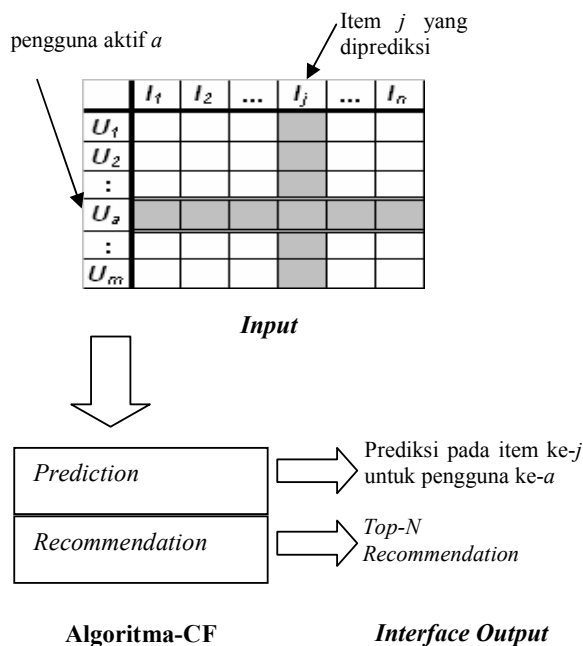 pengguna aktif a
Item j yang
diprediksi
I1 I2 ... Ij ... In
U1
U2
:
Ua
:
Um
Input
Prediction
Prediksi pada item ke-j
untuk pengguna ke-a
Recommendation
Top-N
Recommendation
Algoritma-CF Interface Output